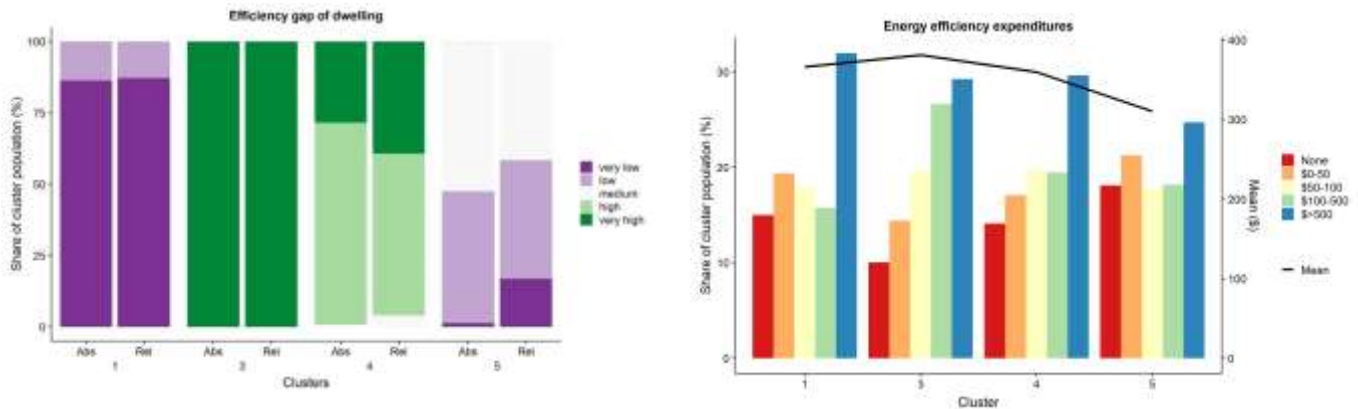 Efficiency gap of dwelling
Share of cluster population (%)
100
75
50
25
0
Abs Rel Abs Rel Abs Rel Abs Rel
1 3 4 5
Clusters
very low
low
medium
high
very high
Energy efficiency expenditures
Share of cluster population (%)
30
20
10
0
400
300
200
100
0
Mean ($)
1 3 4 5
Cluster
None
$0-50
$50-100
$100-500
$>500
Mean